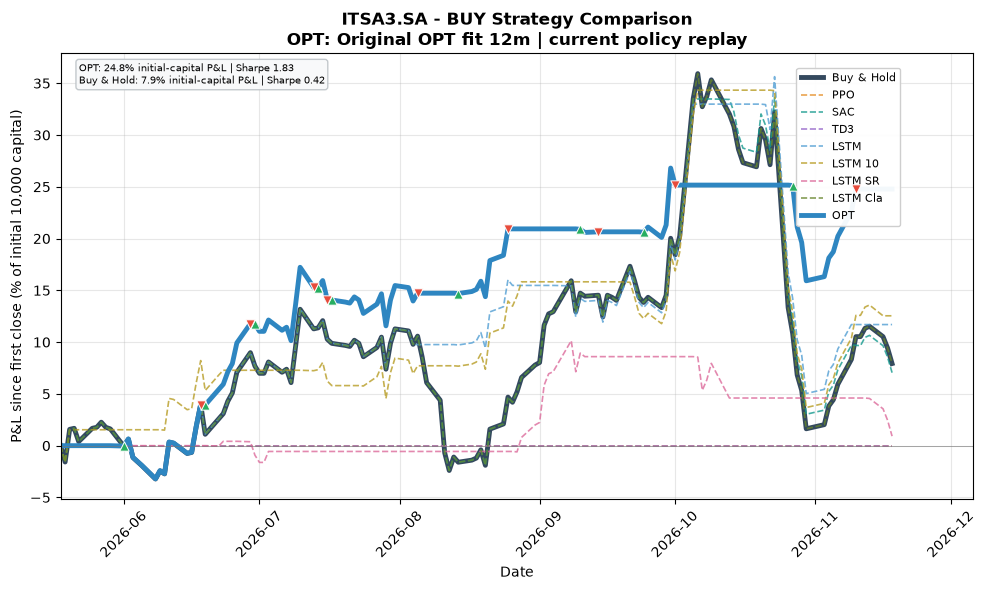 ITSA3.SA - BUY Strategy Comparison
OPT: Original OPT fit 12m | current policy replay
OPT: 24.8% initial-capital P&L | Sharpe 1.83
Buy & Hold: 7.9% initial-capital P&L | Sharpe 0.42
P&L since first close (% of initial 10,000 capital)
35
30
25
20
15
10
5
0
−5
Buy & Hold
PPO
SAC
TD3
LSTM
LSTM 10
LSTM SR
LSTM Cla
OPT
2026-06
2026-07
2026-08
2026-09
2026-10
2026-11
2026-12
Date